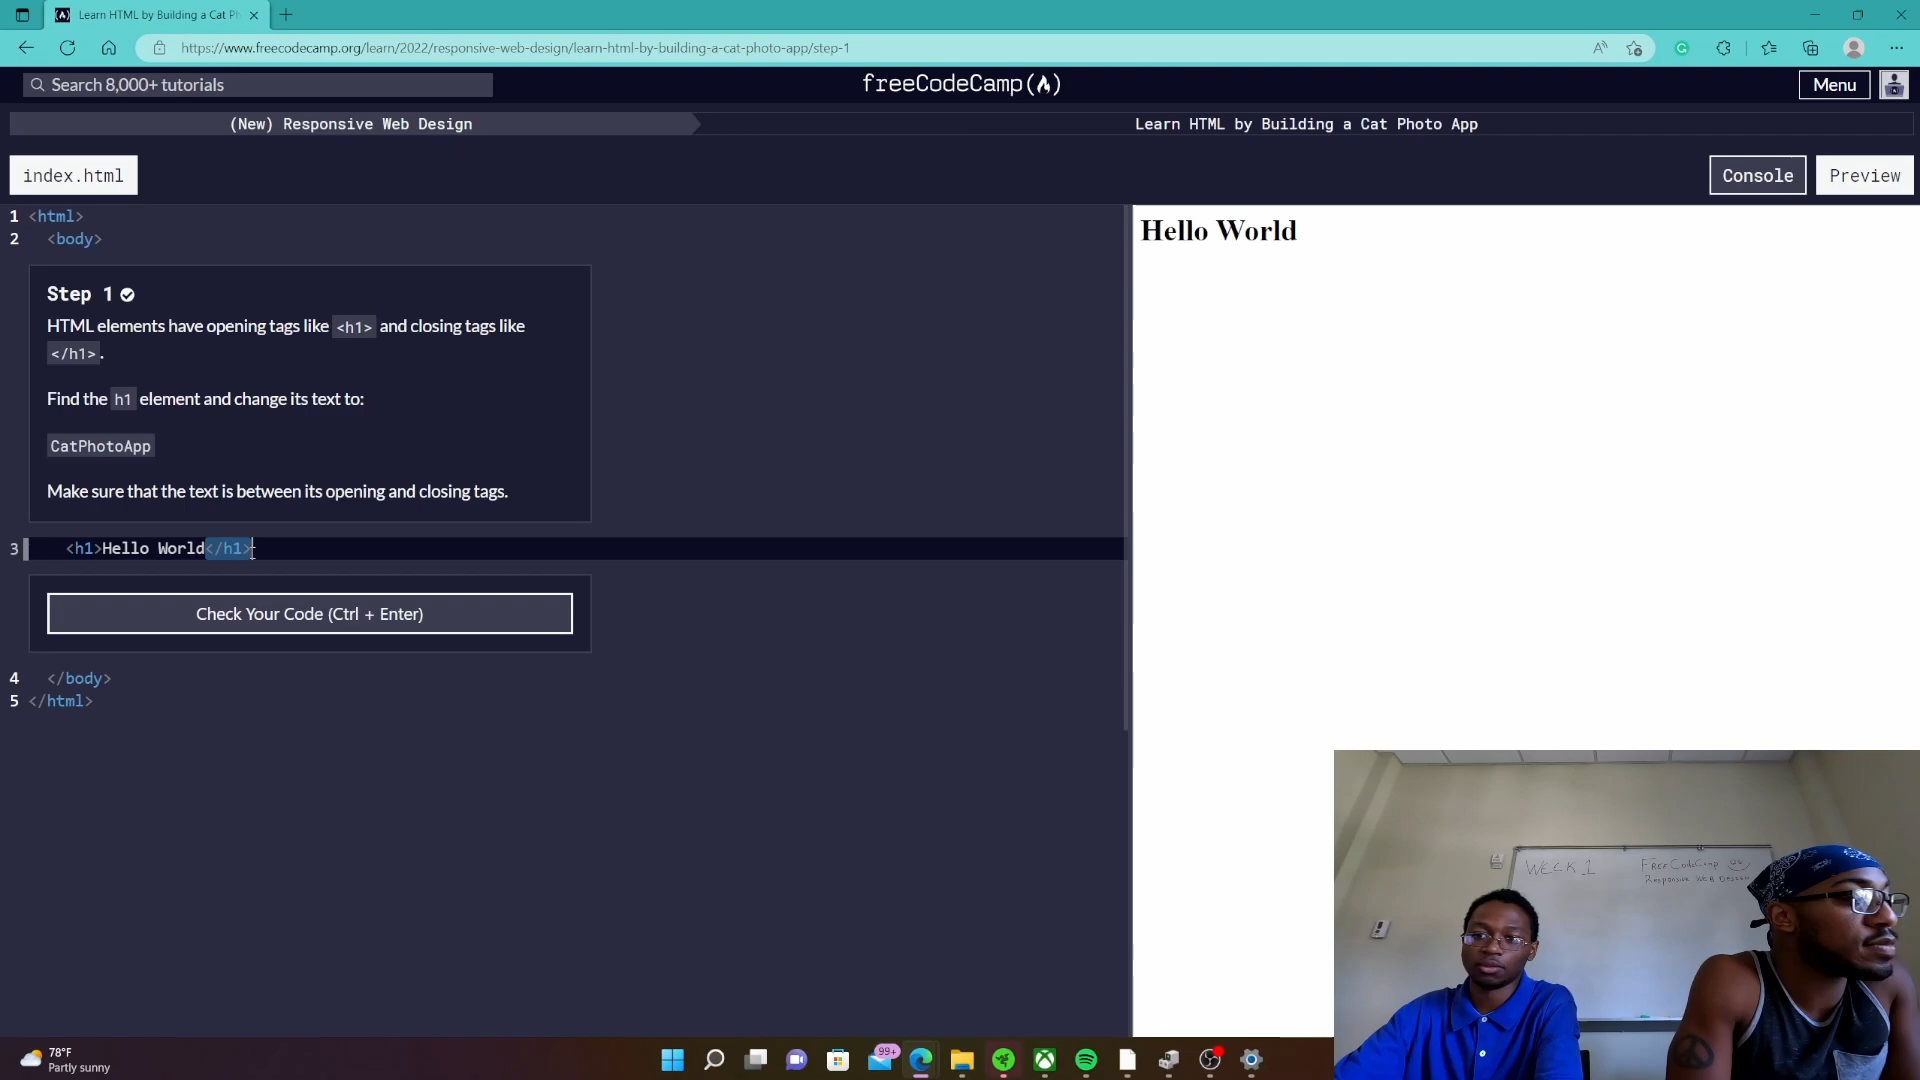 Learn HTML by Building a Cat Ph
https://www.freecodecamp.org/learn/2022/responsive-web-design/learn-html-by-building-a-cat-photo-app/step-1
Search 8,000+ tutorials
freeCodeCamp
Menu
(New) Responsive Web Design
Learn HTML by Building a Cat Photo App
index.html
Console
Preview
1 <html>
2 <body>
Step 1
HTML elements have opening tags like <h1> and closing tags like
</h1>.
Find the h1 element and change its text to:
CatPhotoApp
Make sure that the text is between its opening and closing tags.
3 <h1>Hello World</h1>
Check Your Code (Ctrl + Enter)
4 </body>
5 </html>
Hello World
WEEK 1
FreeCodeCamp
Responsive Web Design
99+
78°F
Partly sunny